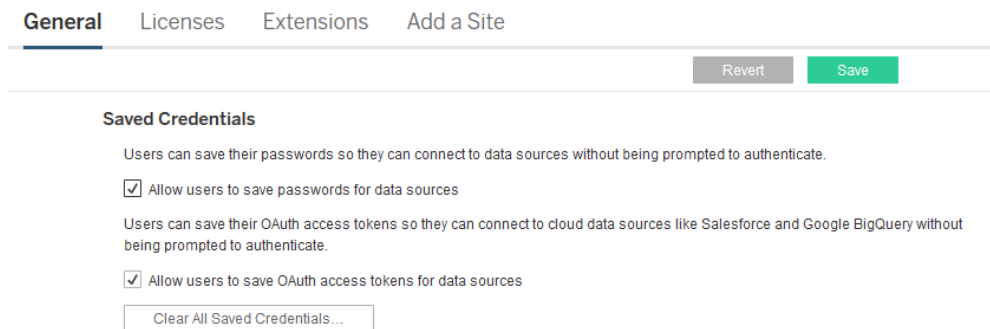 General Licenses Extensions Add a Site
Revert Save
Saved Credentials
Users can save their passwords so they can connect to data sources without being prompted to authenticate.
Allow users to save passwords for data sources
Users can save their OAuth access tokens so they can connect to cloud data sources like Salesforce and Google BigQuery without
being prompted to authenticate.
Allow users to save OAuth access tokens for data sources
Clear All Saved Credentials...